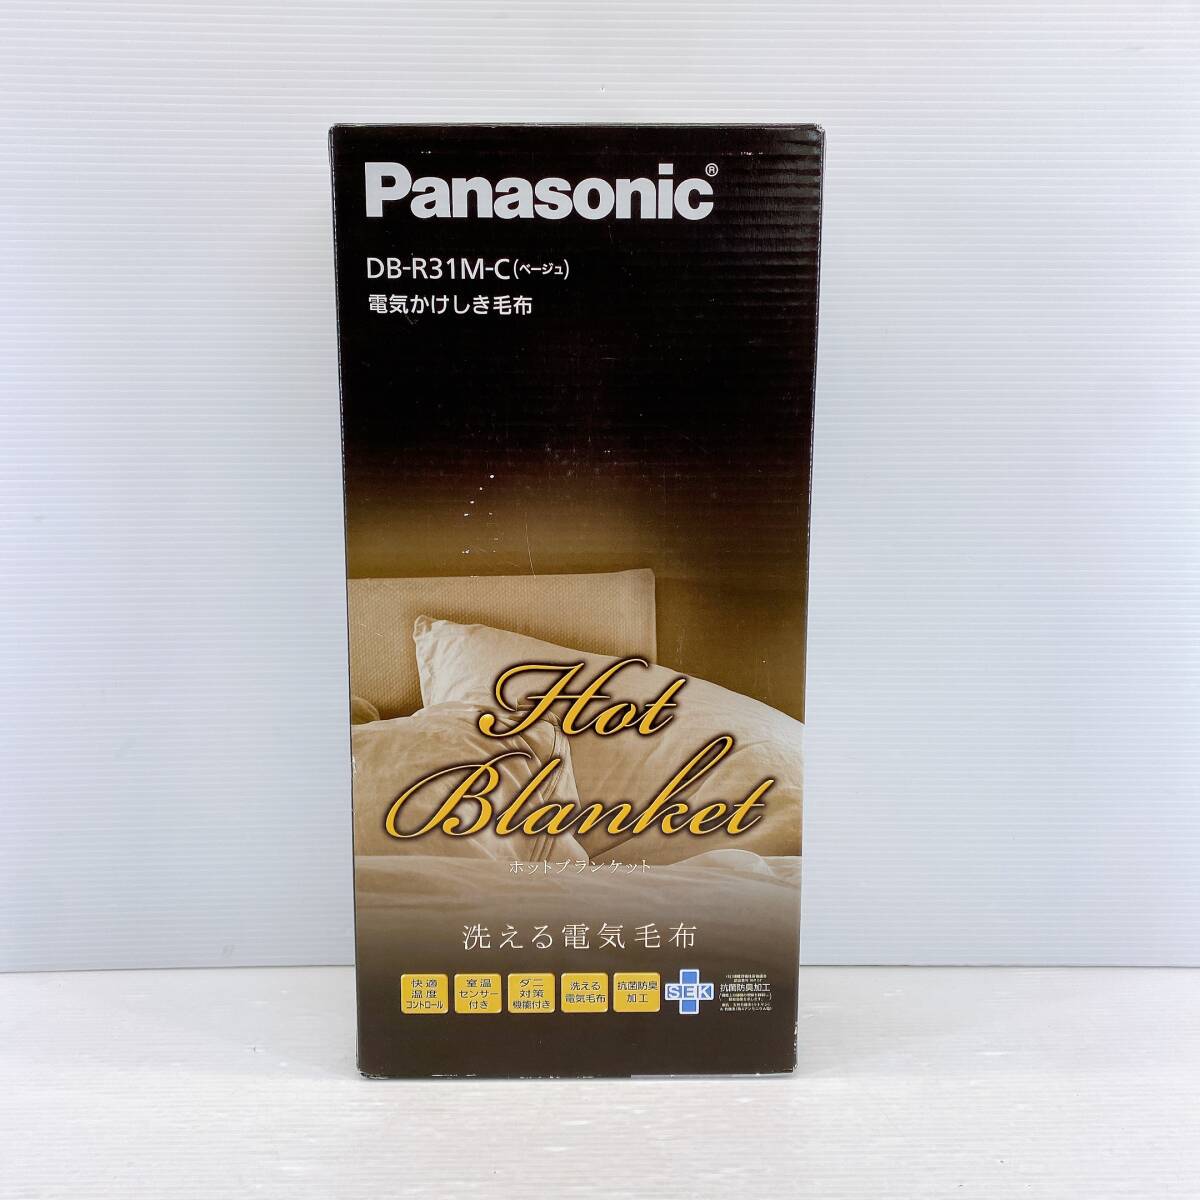 Panasonic®
DB-R31M-C(ベージュ)
電気かけしき毛布
Hot
Blanket
ホットブランケット
洗える電気毛布
快適
温度
コントロール
室温
センサー
付き
ダニ
対策
機能付き
洗える
電気毛布
抗菌防臭
加工
SEK
抗菌防臭加工